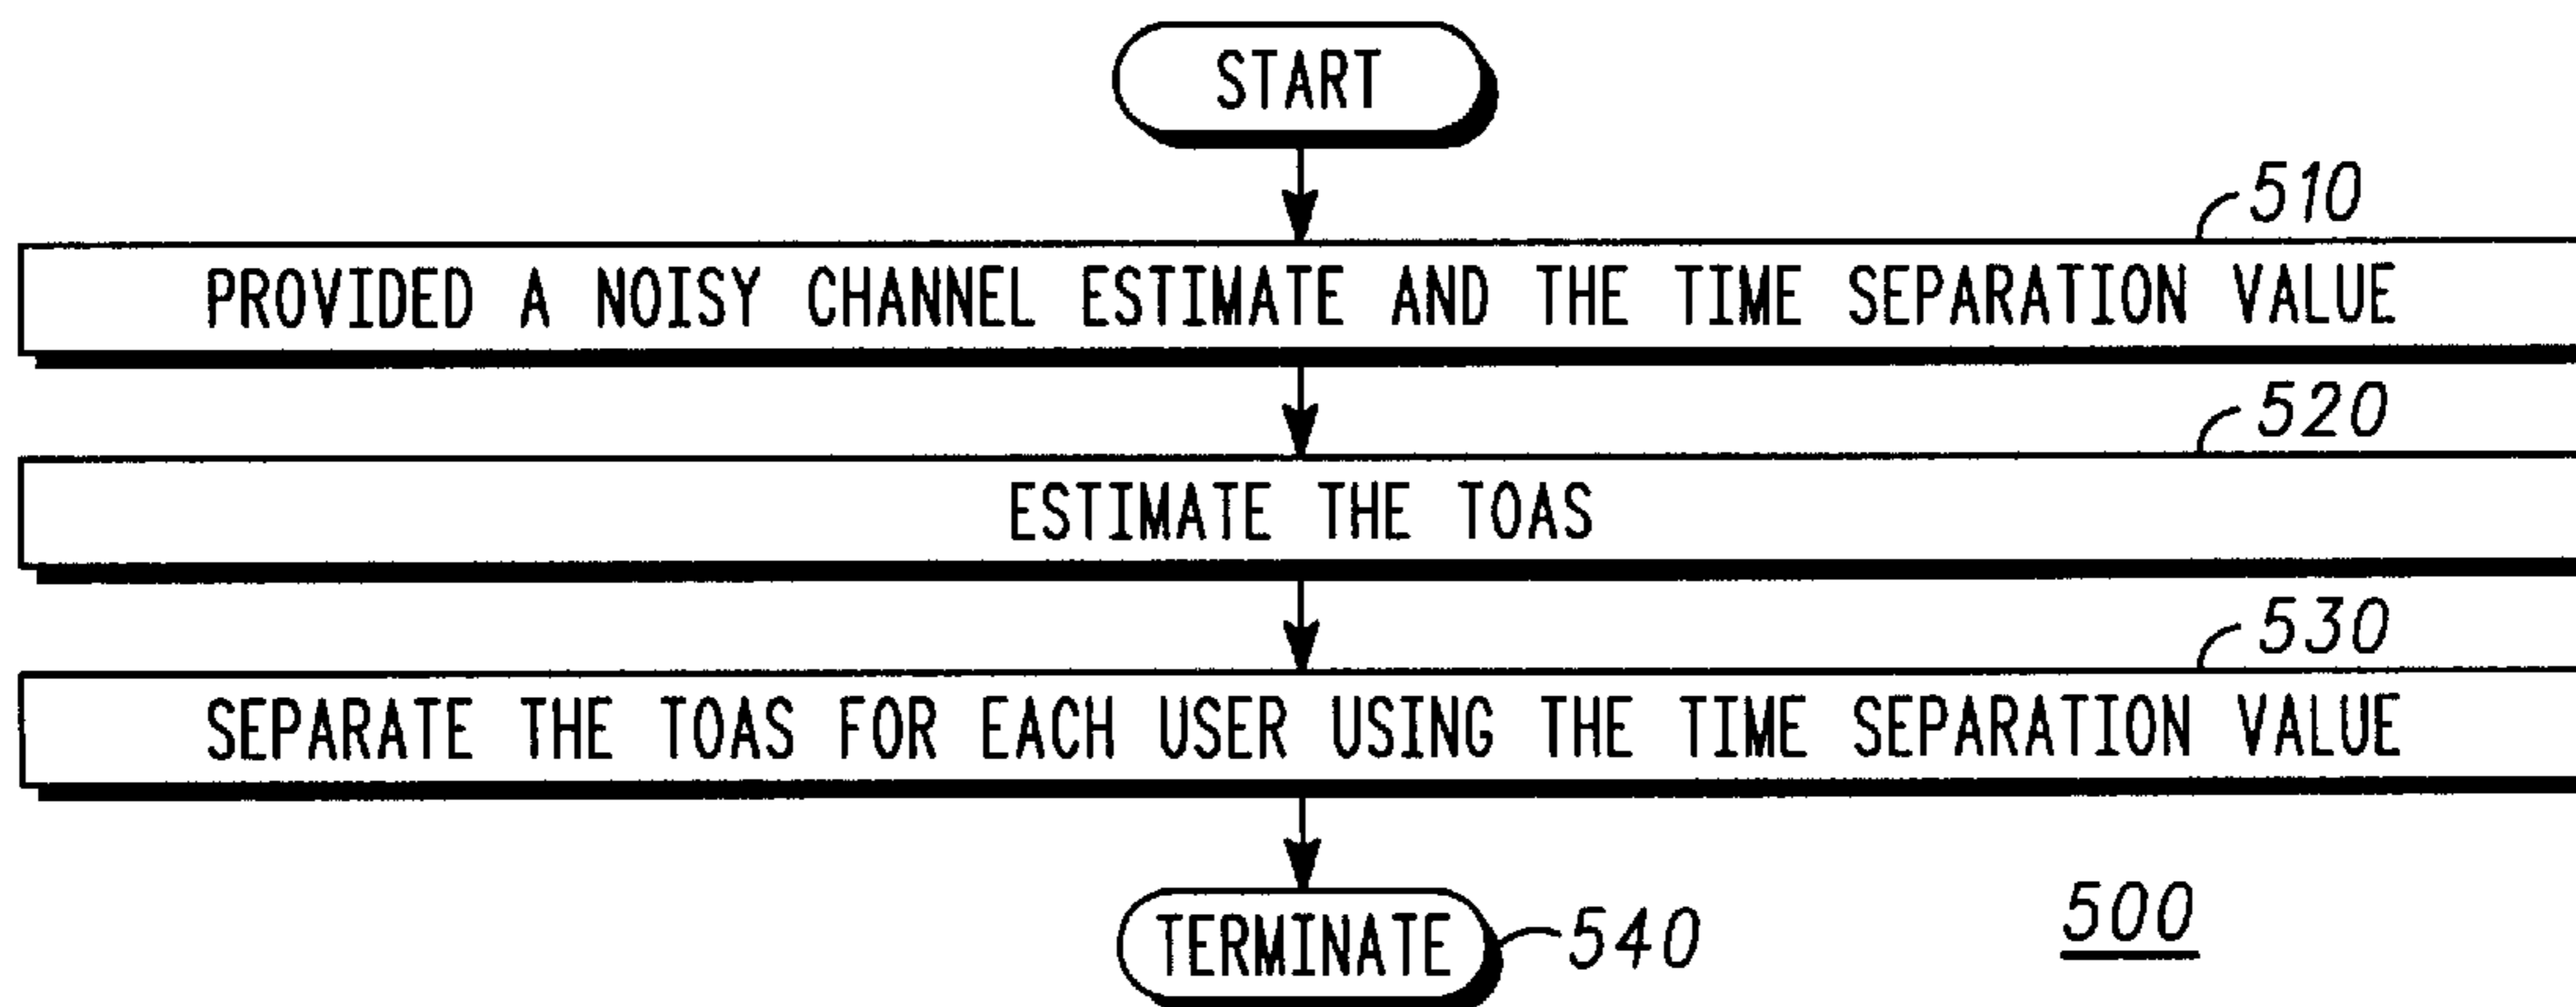 START
510
PROVIDED A NOISY CHANNEL ESTIMATE AND THE TIME SEPARATION VALUE
520
ESTIMATE THE TOAS
530
SEPARATE THE TOAS FOR EACH USER USING THE TIME SEPARATION VALUE
TERMINATE
540
500